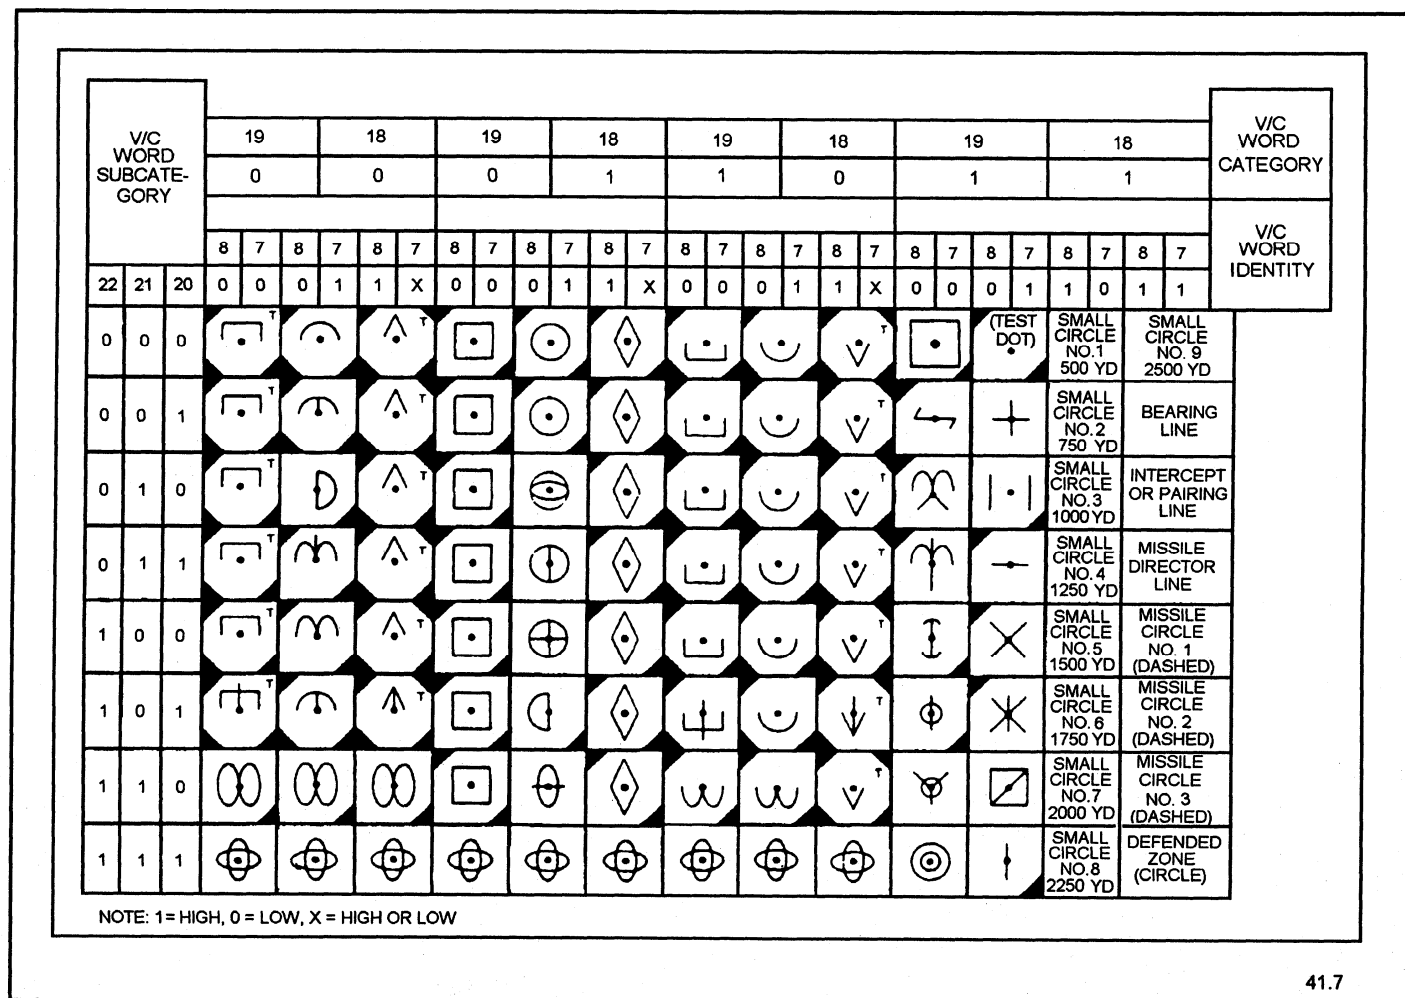 V/C
WORD
SUBCATE-
GORY
19 18 19 18 19 18 19 18
0 0 0 1 1 0 1 1
V/C
WORD
CATEGORY
8 7 8 7 8 7 8 7 8 7 8 7 8 7 8 7 8 7 8 7 8 7 8 7 8 7
V/C
WORD
IDENTITY
22 21 20 0 0 0 1 1 X 0 0 0 1 1 X 0 0 0 1 1 X 0 0 0 1 1 0 1 1
0 0 0 T T T
(TEST
DOT)
SMALL
CIRCLE
NO.1
500 YD
SMALL
CIRCLE
NO. 9
2500 YD
0 0 1 T T T
SMALL
CIRCLE
NO.2
750 YD
BEARING
LINE
0 1 0 T T T
SMALL
CIRCLE
NO.3
1000 YD
INTERCEPT
OR PAIRING
LINE
0 1 1 T T T
SMALL
CIRCLE
NO.4
1250 YD
MISSILE
DIRECTOR
LINE
1 0 0 T T T
SMALL
CIRCLE
NO.5
1500 YD
MISSILE
CIRCLE
NO. 1
(DASHED)
1 0 1 T T T
SMALL
CIRCLE
NO. 6
1750 YD
MISSILE
CIRCLE
NO. 2
(DASHED)
1 1 0 T
SMALL
CIRCLE
NO.7
2000 YD
MISSILE
CIRCLE
NO. 3
(DASHED)
1 1 1
SMALL
CIRCLE
NO.8
2250 YD
DEFENDED
ZONE
(CIRCLE)
NOTE: 1 = HIGH, 0 = LOW, X = HIGH OR LOW
41.7